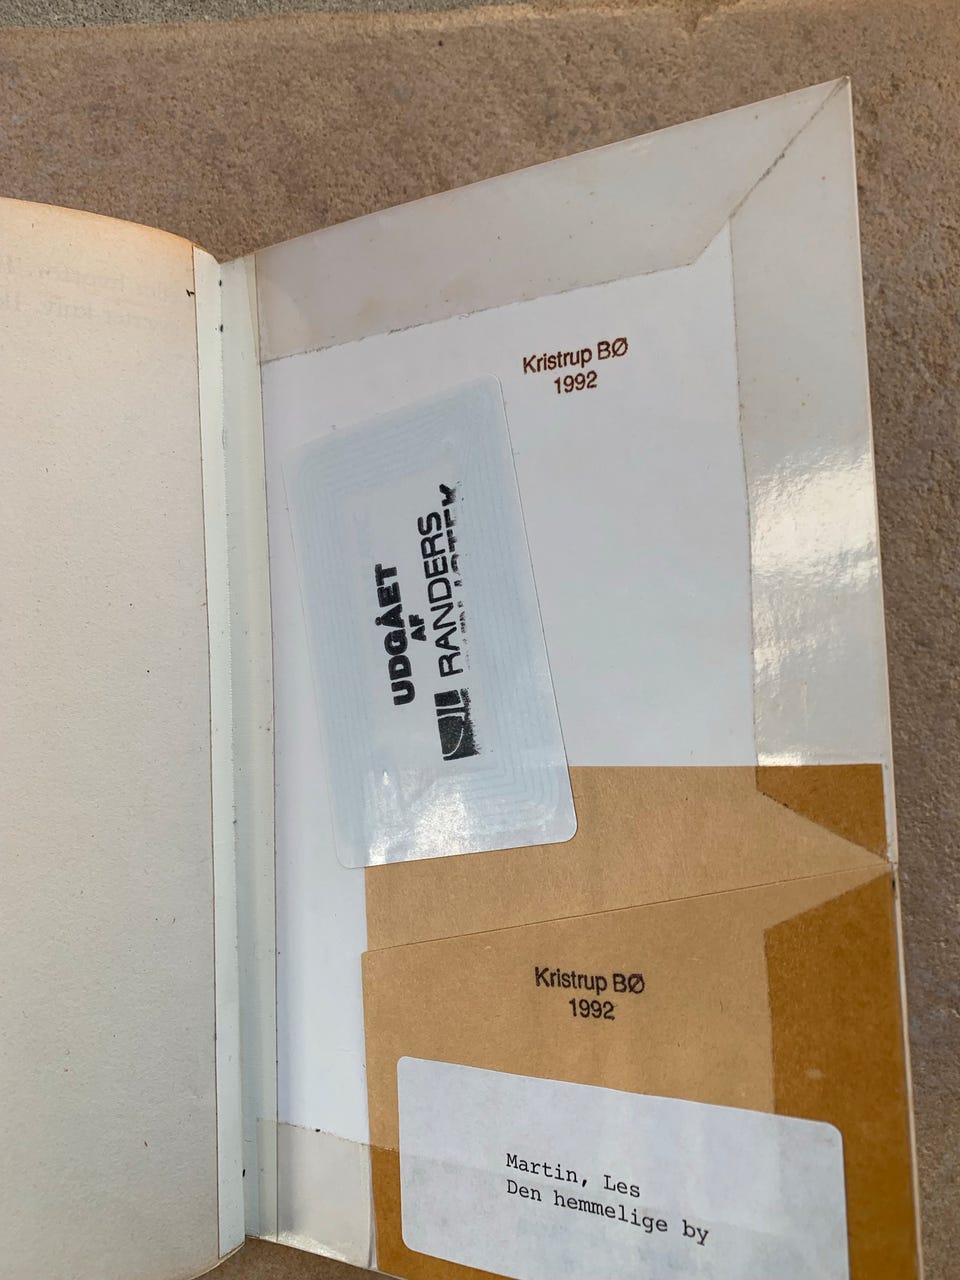 Kristrup BØ
1992
UDGÅET
AF
RANDERS
Kristrup BØ
1992
Martin, Les
Den hemmelige by